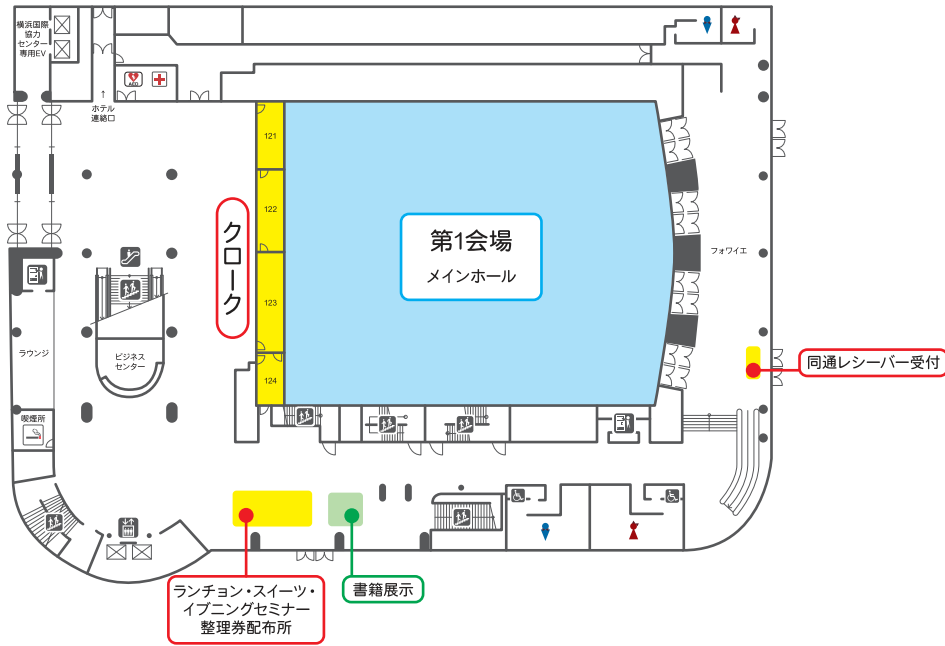 横浜国際
協力
センター
専用EV
AED
↑
ホテル
連絡口
121
122
123
124
クローク
第1会場
メインホール
フォワイエ
同通レシーバー受付
ラウンジ
ビジネス
センター
喫煙所
ランチョン・スイーツ・
イブニングセミナー
整理券配布所
書籍展示